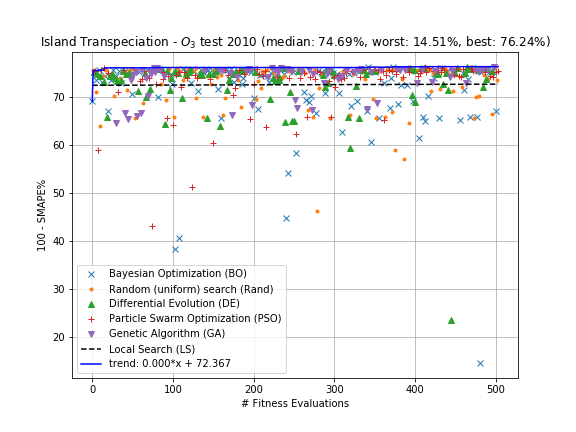 Island Transpeciation - O3 test 2010 (median: 74.69%, worst: 14.51%, best: 76.24%)
100 - SMAPE%
70
60
50
40
30
20
Bayesian Optimization (BO)
Random (uniform) search (Rand)
Differential Evolution (DE)
Particle Swarm Optimization (PSO)
Genetic Algorithm (GA)
Local Search (LS)
trend: 0.000*x + 72.367
0 100 200 300 400 500
# Fitness Evaluations